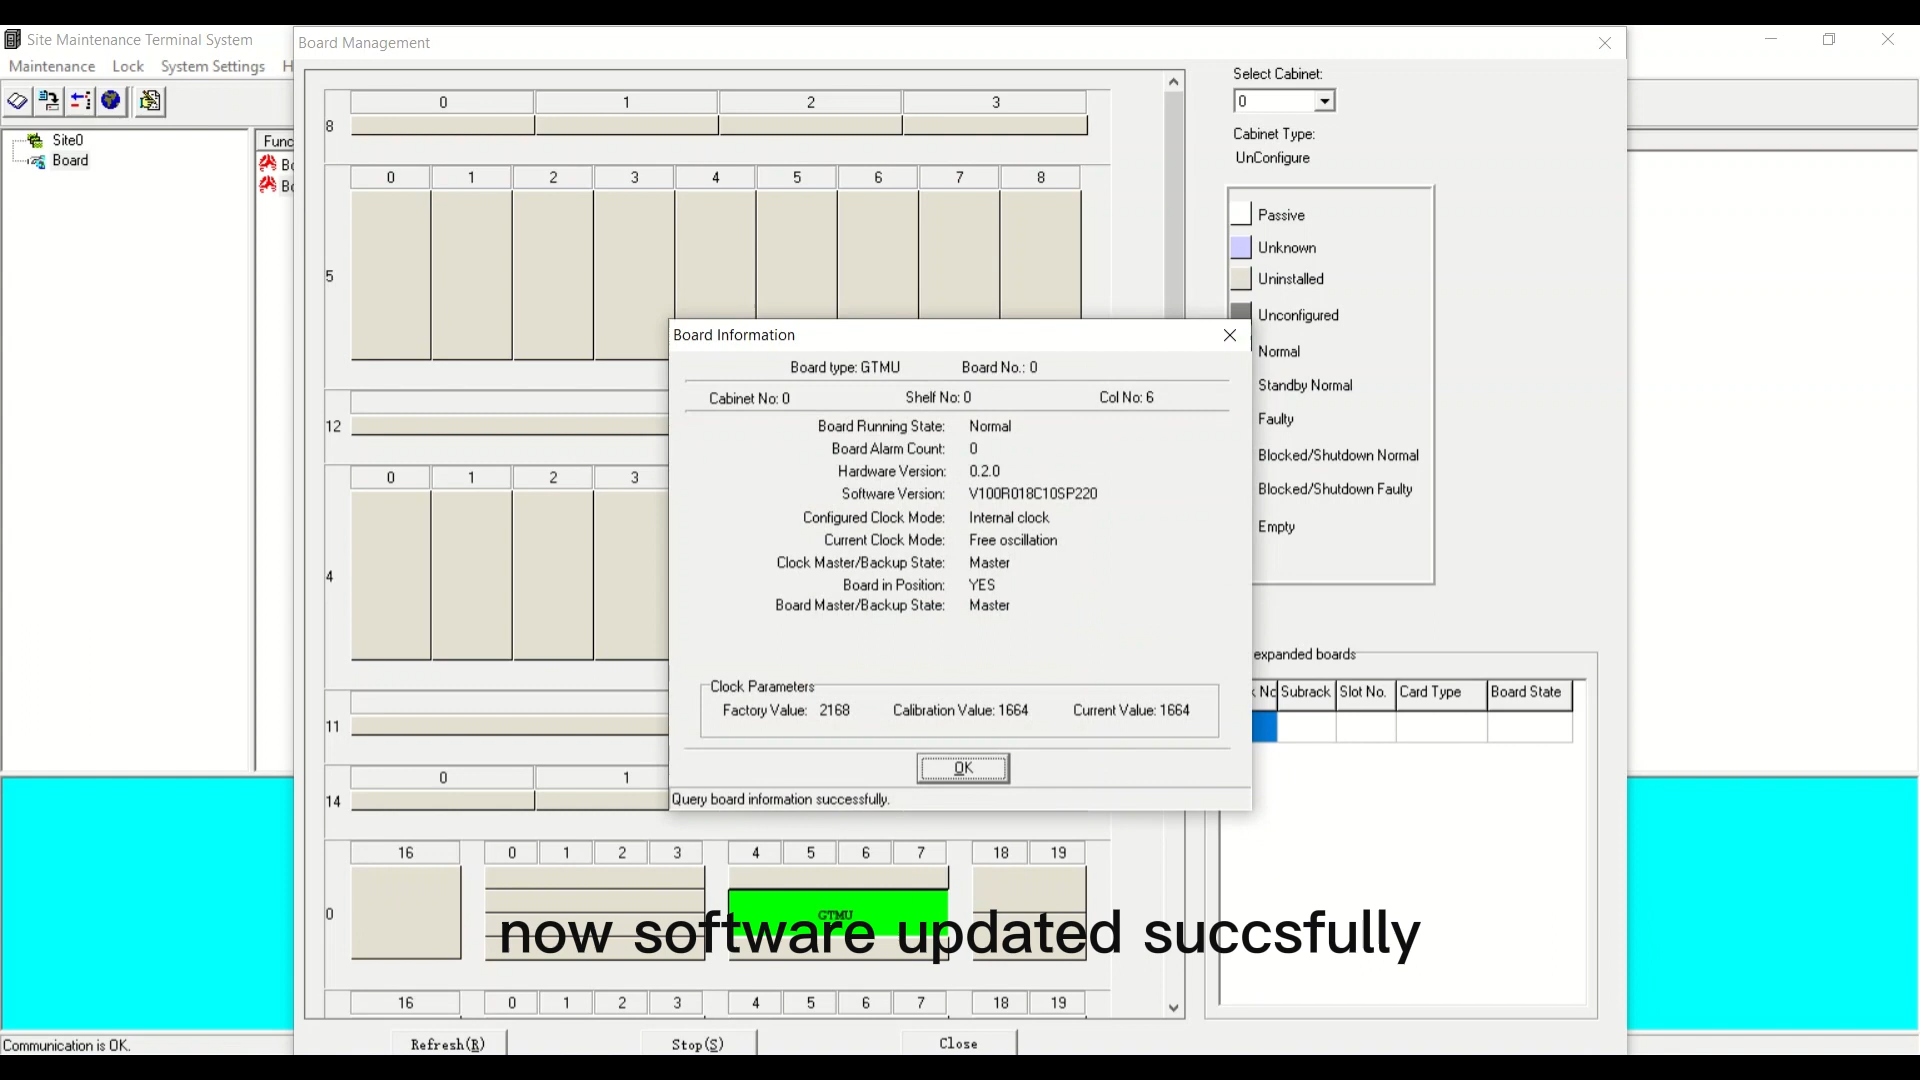 Site Maintenance Terminal System
Maintenance Lock System Settings H
Site0
Board
Func
Bo
Bo
Board Management
0 1 2 3
8
0 1 2 3 4 5 6 7 8
5
12
0 1 2 3
4
11
0 1
14
16 0 1 2 3 4 5 6 7 18 19
0
GTMU
16 0 1 2 3 4 5 6 7 18 19
Refresh(R) Stop(S) Close
Select Cabinet:
0
Cabinet Type:
UnConfigure
Passive
Unknown
Uninstalled
Unconfigured
Normal
Standby Normal
Faulty
Blocked/Shutdown Normal
Blocked/Shutdown Faulty
Empty
expanded boards
k No Subrack Slot No. Card Type Board State
Board Information
Board type: GTMU Board No.: 0
Cabinet No: 0 Shelf No: 0 Col No: 6
Board Running State: Normal
Board Alarm Count: 0
Hardware Version: 0.2.0
Software Version: V100R018C10SP220
Configured Clock Mode: Internal clock
Current Clock Mode: Free oscillation
Clock Master/Backup State: Master
Board in Position: YES
Board Master/Backup State: Master
Clock Parameters
Factory Value: 2168 Calibration Value: 1664 Current Value: 1664
OK
Query board information successfully.
now software updated succsfully
Communication is OK.